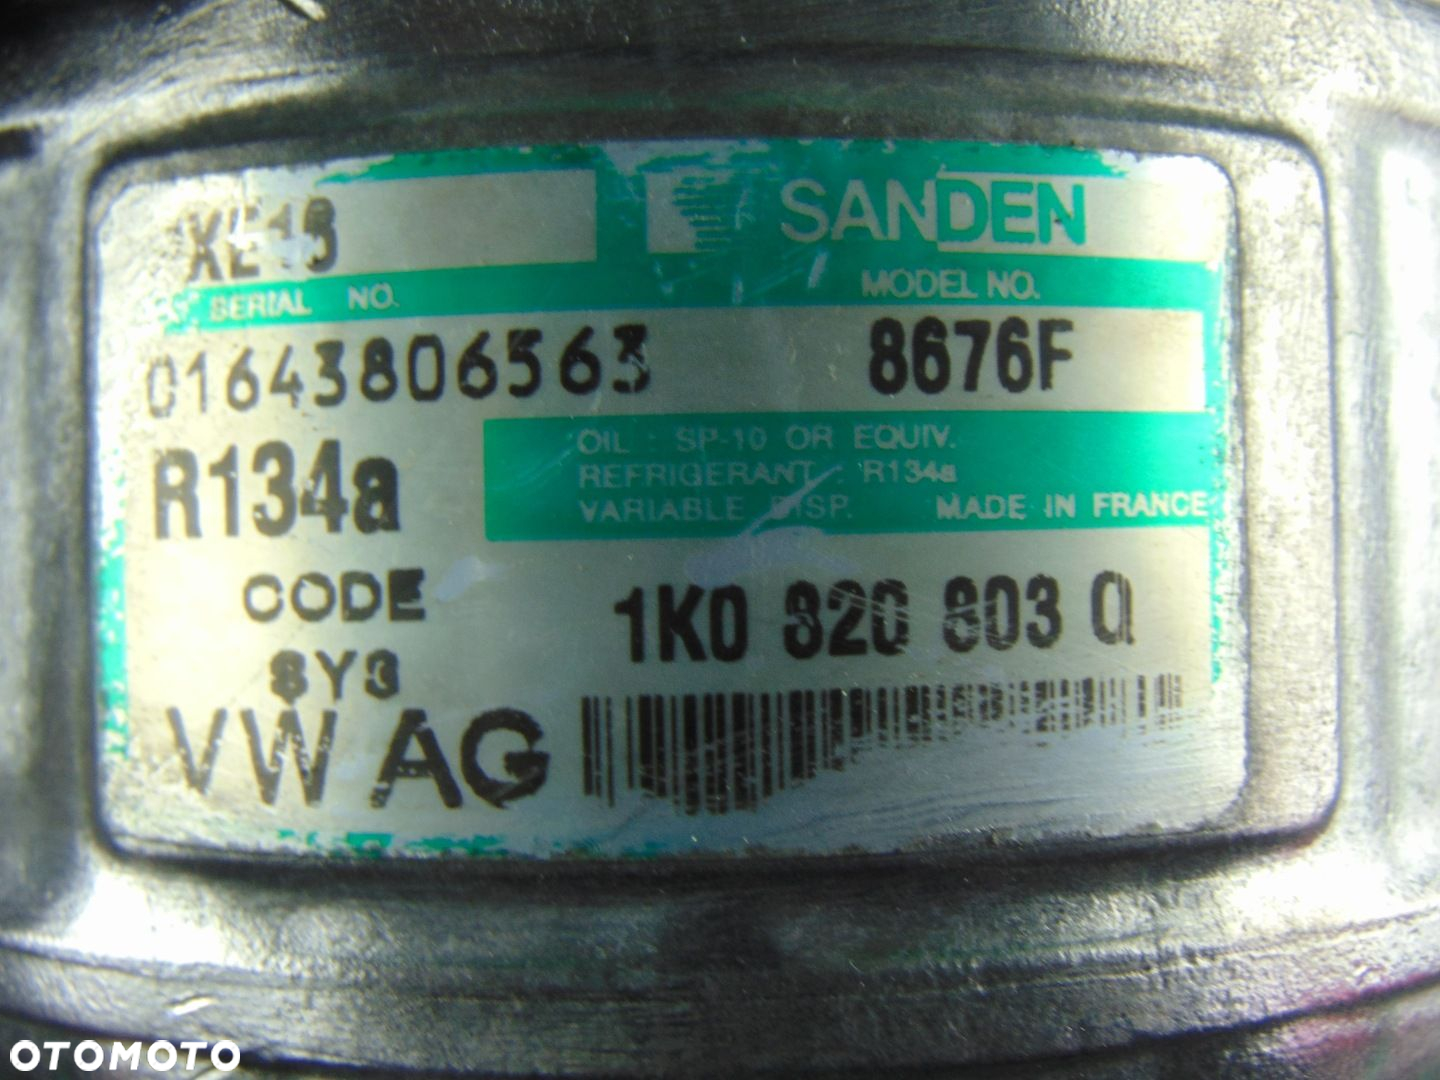 SANDEN
SERIAL NO.
MODEL NO.
01643806563
8676F
R134a
OIL : SP-10 OR EQUIV.
REFRIGERANT : R134a
VARIABLE DISP. MADE IN FRANCE
CODE
1K0 820 803 Q
8Y3
VW AG
OTOMOTO